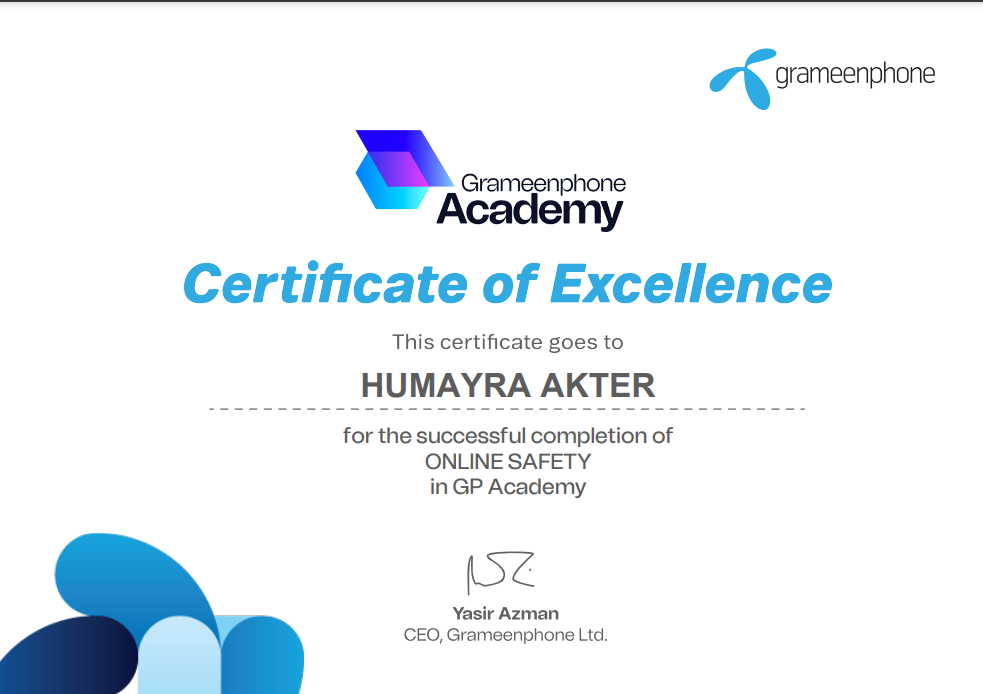 grameenphone
Grameenphone
Academy
Certificate of Excellence
This certificate goes to
HUMAYRA AKTER
for the successful completion of
ONLINE SAFETY
in GP Academy
Yasir Azman
CEO, Grameenphone Ltd.